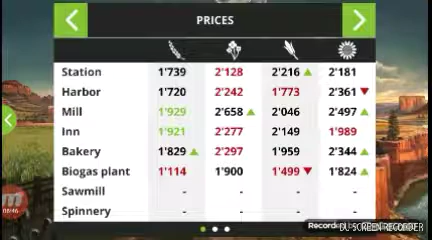 PRICES
Station 1'739 2'128 2'216 2'181
Harbor 1'720 2'242 1'773 2'361
Mill 1'929 2'658 2'046 2'497
Inn 1'921 2'277 2'149 1'989
Bakery 1'829 2'297 1'959 2'344
Biogas plant 1'114 1'900 1'499 1'824
Sawmill - - - -
Spinnery - - - -
08:46
DU SCREEN RECORDER